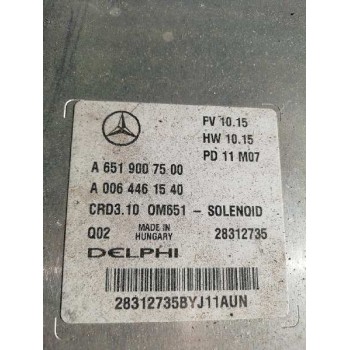 FV 10.15
HW 10.15
PD 11 M07
A 651 900 75 00
A 006 446 15 40
CRD3.10 OM651 - SOLENOID
Q02 MADE IN HUNGARY 28312735
DELPHI
28312735BYJ11AUN